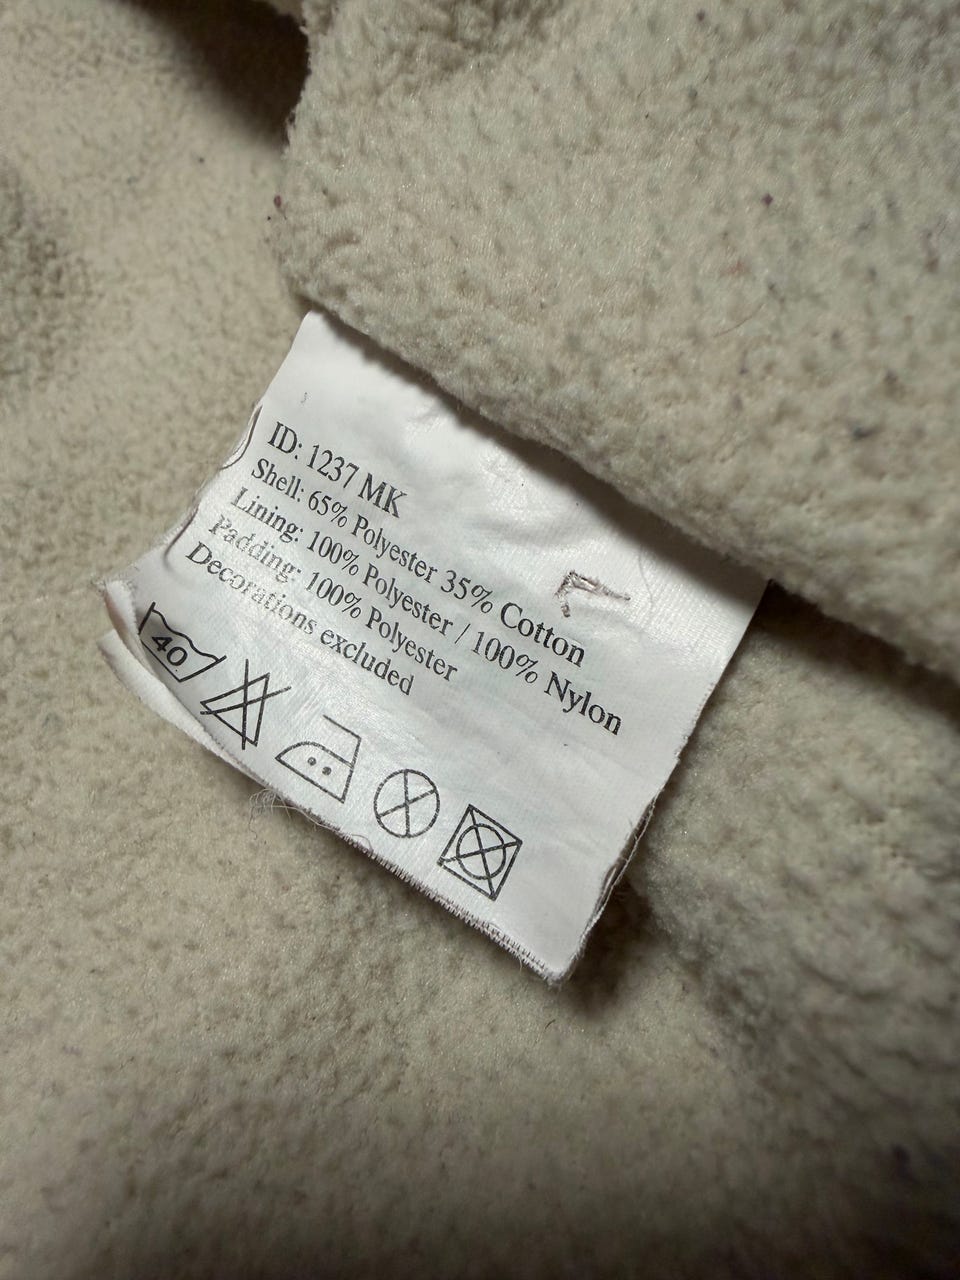 ID: 1237 MK
Shell: 65% Polyester 35% Cotton
Lining: 100% Polyester / 100% Nylon
Padding: 100% Polyester
Decorations excluded
40